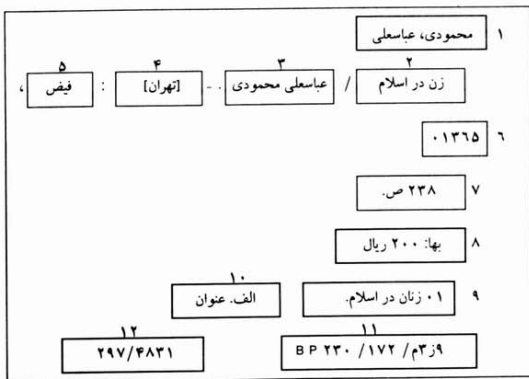 ۱ محمودی، عباسعلی
۲ ۳ ۴ ۵
زن در اسلام / عباسعلی محمودی . - [تهران] : فیض ،
۶ ۰۱۳۶۵
۷ ۲۳۸ ص.
۸ بها: ۲۰۰ ریال
۱۰
۹ ۰۱ زنان در اسلام. الف. عنوان
۱۱ ۱۲
BP ۲۳۰ /۱۷۲ /م۳ز۹ ۲۹۷/۴۸۳۱